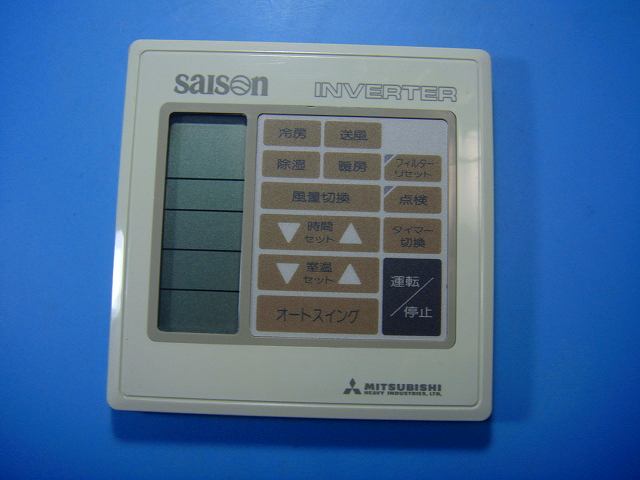 saison INVERTER
冷房 送風
除湿 暖房 フィルター
リセット
風量切換 点検
時間
セット
タイマー
切換
室温
セット
運転/停止
オートスイング
MITSUBISHI
HEAVY INDUSTRIES, LTD.